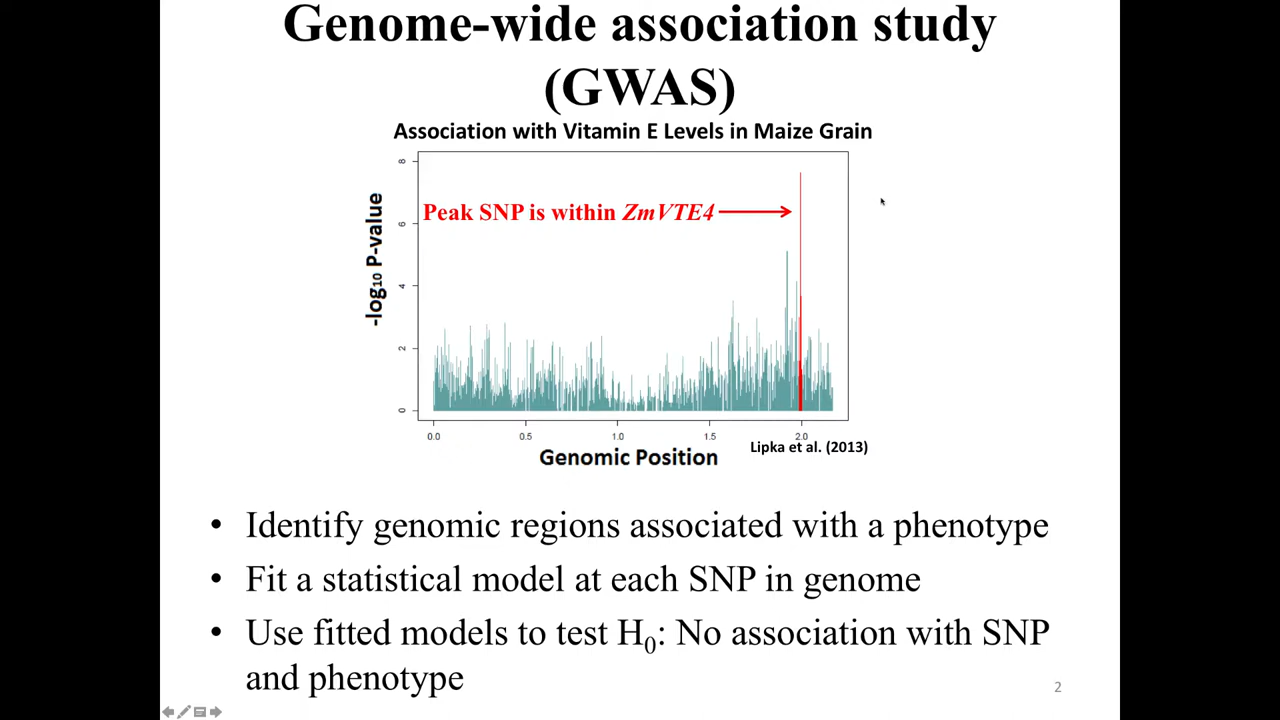 Genome-wide association study
(GWAS)
Association with Vitamin E Levels in Maize Grain
8
Peak SNP is within ZmVTE4
6
-log10 P-value
4
2
0
0.0 0.5 1.0 1.5 2.0
Lipka et al. (2013)
Genomic Position
• Identify genomic regions associated with a phenotype
• Fit a statistical model at each SNP in genome
• Use fitted models to test H0: No association with SNP
and phenotype
2